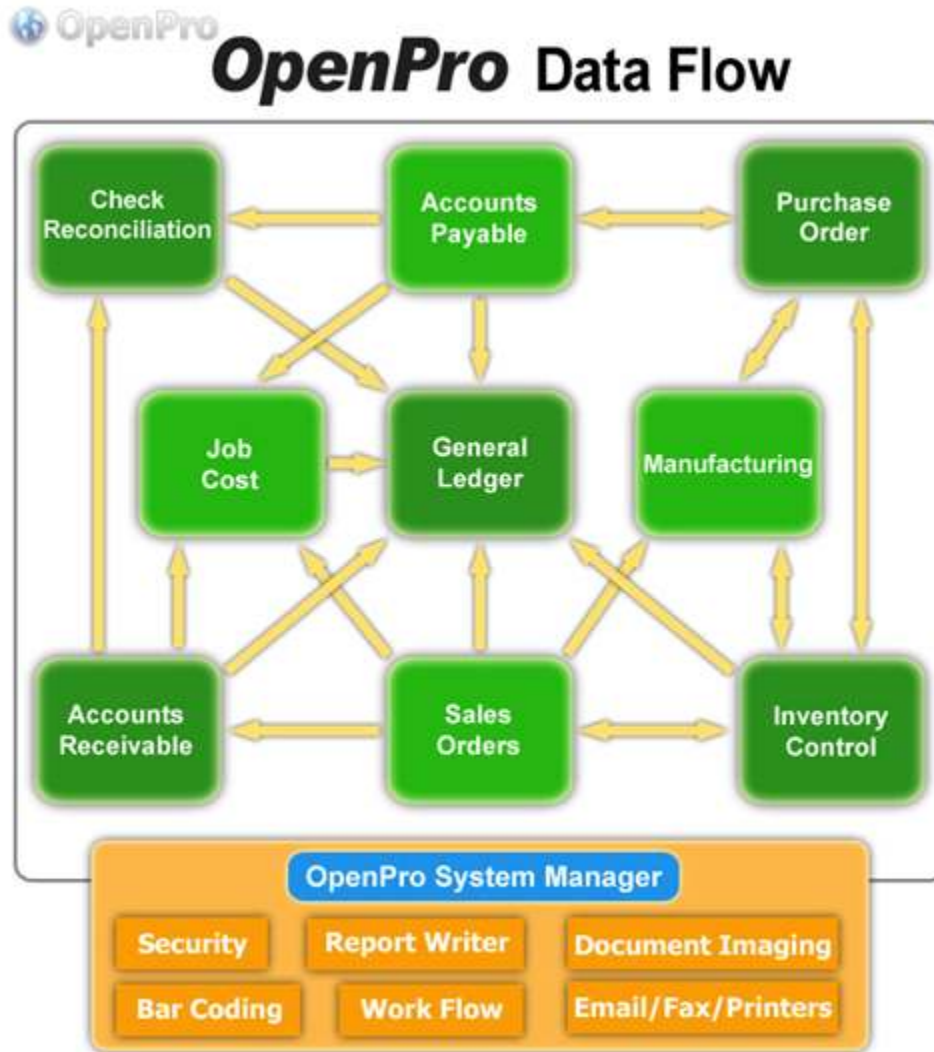 OpenPro
OpenPro Data Flow
Check
Reconciliation
Accounts
Payable
Purchase
Order
Job
Cost
General
Ledger
Manufacturing
Accounts
Receivable
Sales
Orders
Inventory
Control
OpenPro System Manager
Security
Report Writer
Document Imaging
Bar Coding
Work Flow
Email/Fax/Printers